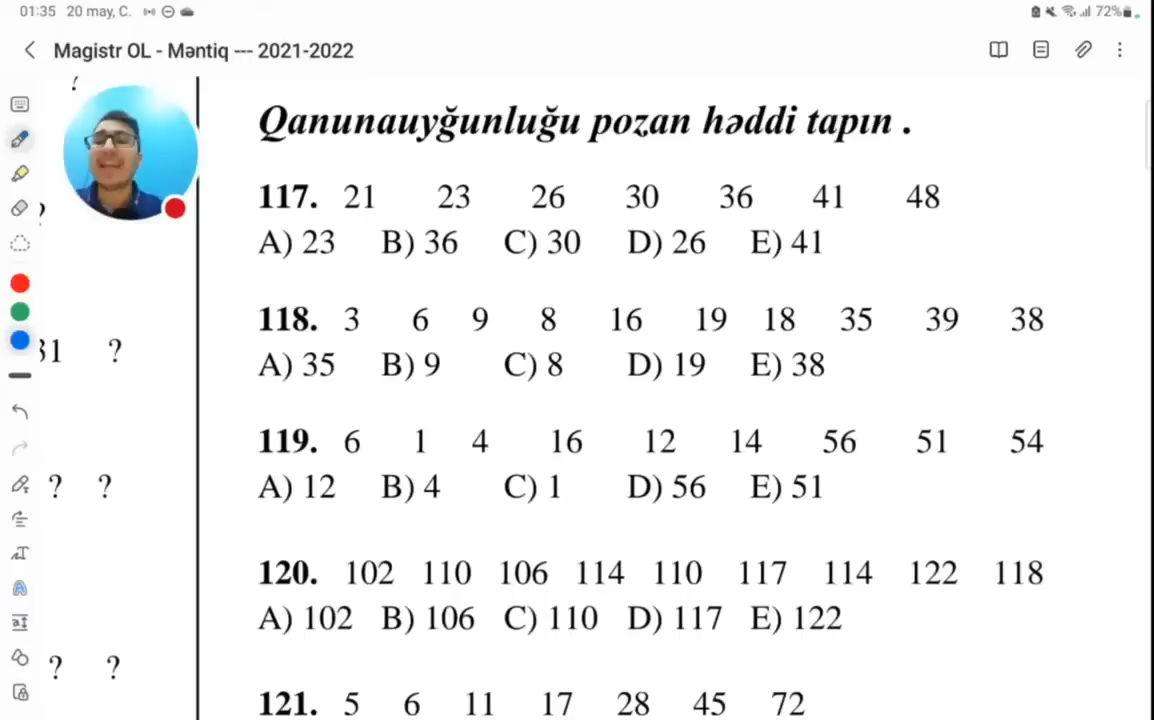 01:35 20 may, C.
72%
Magistr OL - Məntiq --- 2021-2022
?
Qanunauyğunluğu pozan həddi tapın .
117. 21 23 26 30 36 41 48
?
A) 23 B) 36 C) 30 D) 26 E) 41
118. 3 6 9 8 16 19 18 35 39 38
31 ?
A) 35 B) 9 C) 8 D) 19 E) 38
119. 6 1 4 16 12 14 56 51 54
? ?
A) 12 B) 4 C) 1 D) 56 E) 51
120. 102 110 106 114 110 117 114 122 118
A) 102 B) 106 C) 110 D) 117 E) 122
? ?
121. 5 6 11 17 28 45 72